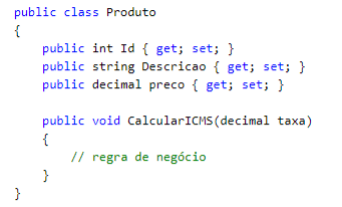 public class Produto
{
    public int Id { get; set; }
    public string Descricao { get; set; }
    public decimal preco { get; set; }

    public void CalcularICMS(decimal taxa)
    {
        // regra de negócio
    }
}